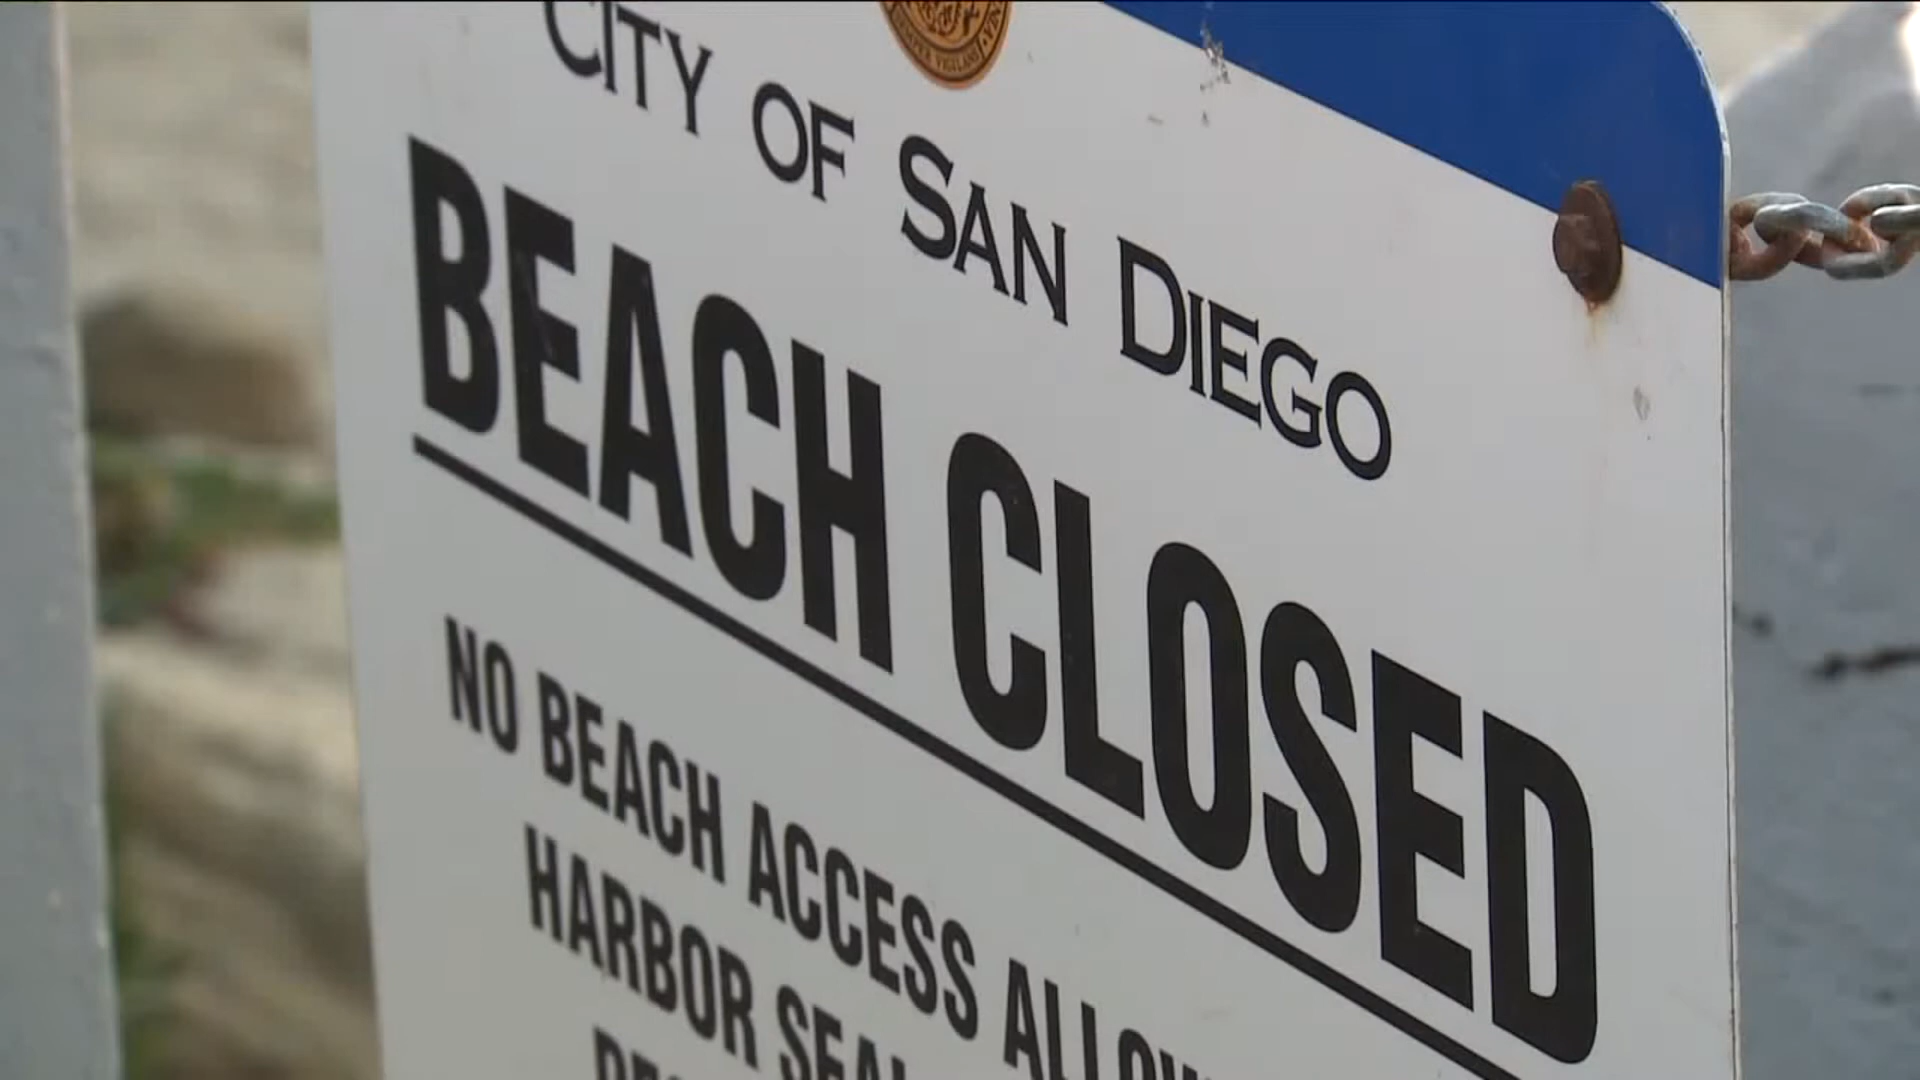 CITY OF SAN DIEGO
BEACH CLOSED
NO BEACH ACCESS
HARBOR